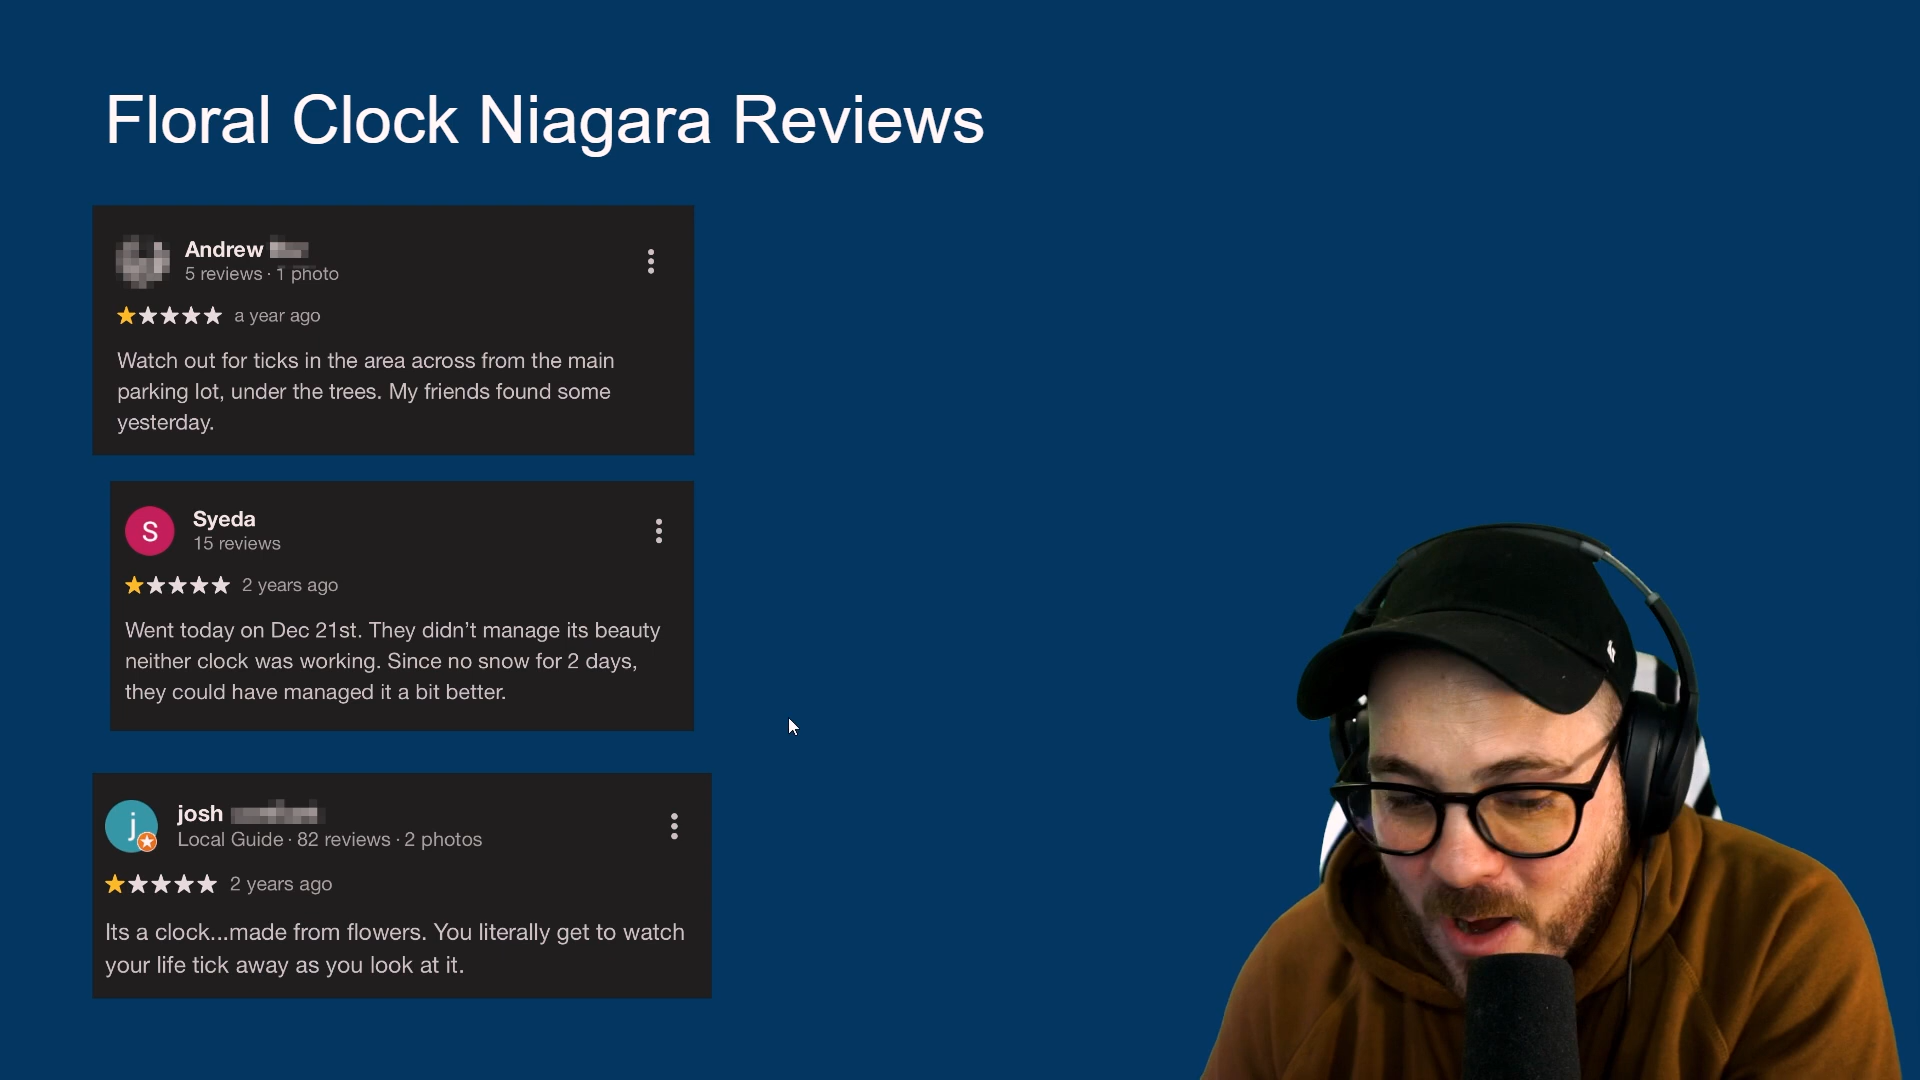 Floral Clock Niagara Reviews
Andrew
5 reviews · 1 photo
a year ago
Watch out for ticks in the area across from the main
parking lot, under the trees. My friends found some
yesterday.
S
Syeda
15 reviews
2 years ago
Went today on Dec 21st. They didn’t manage its beauty
neither clock was working. Since no snow for 2 days,
they could have managed it a bit better.
j
josh
Local Guide · 82 reviews · 2 photos
2 years ago
Its a clock...made from flowers. You literally get to watch
your life tick away as you look at it.